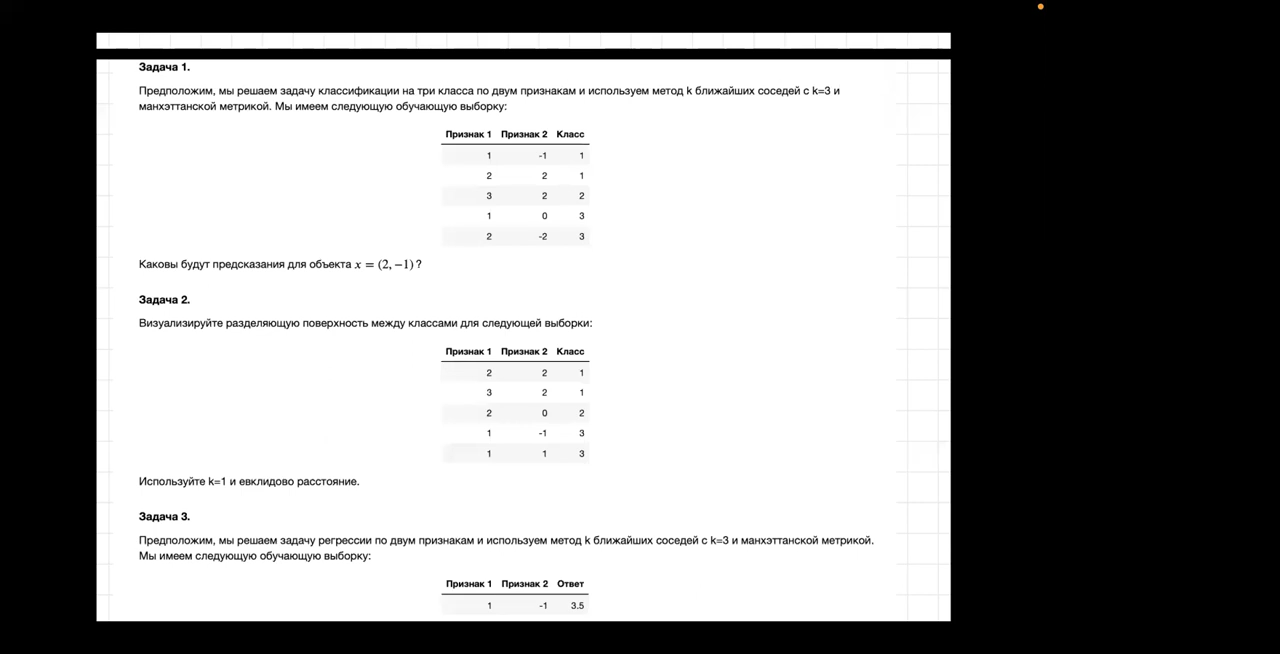 Задача 1.
Предположим, мы решаем задачу классификации на три класса по двум признакам и используем метод k ближайших соседей с k=3 и
манхэттанской метрикой. Мы имеем следующую обучающую выборку:
Признак 1 Признак 2 Класс
1 -1 1
2 2 1
3 2 2
1 0 3
2 -2 3
Каковы будут предсказания для объекта x = (2, −1) ?
Задача 2.
Визуализируйте разделяющую поверхность между классами для следующей выборки:
Признак 1 Признак 2 Класс
2 2 1
3 2 1
2 0 2
1 -1 3
1 1 3
Используйте k=1 и евклидово расстояние.
Задача 3.
Предположим, мы решаем задачу регрессии по двум признакам и используем метод k ближайших соседей с k=3 и манхэттанской метрикой.
Мы имеем следующую обучающую выборку:
Признак 1 Признак 2 Ответ
1 -1 3.5